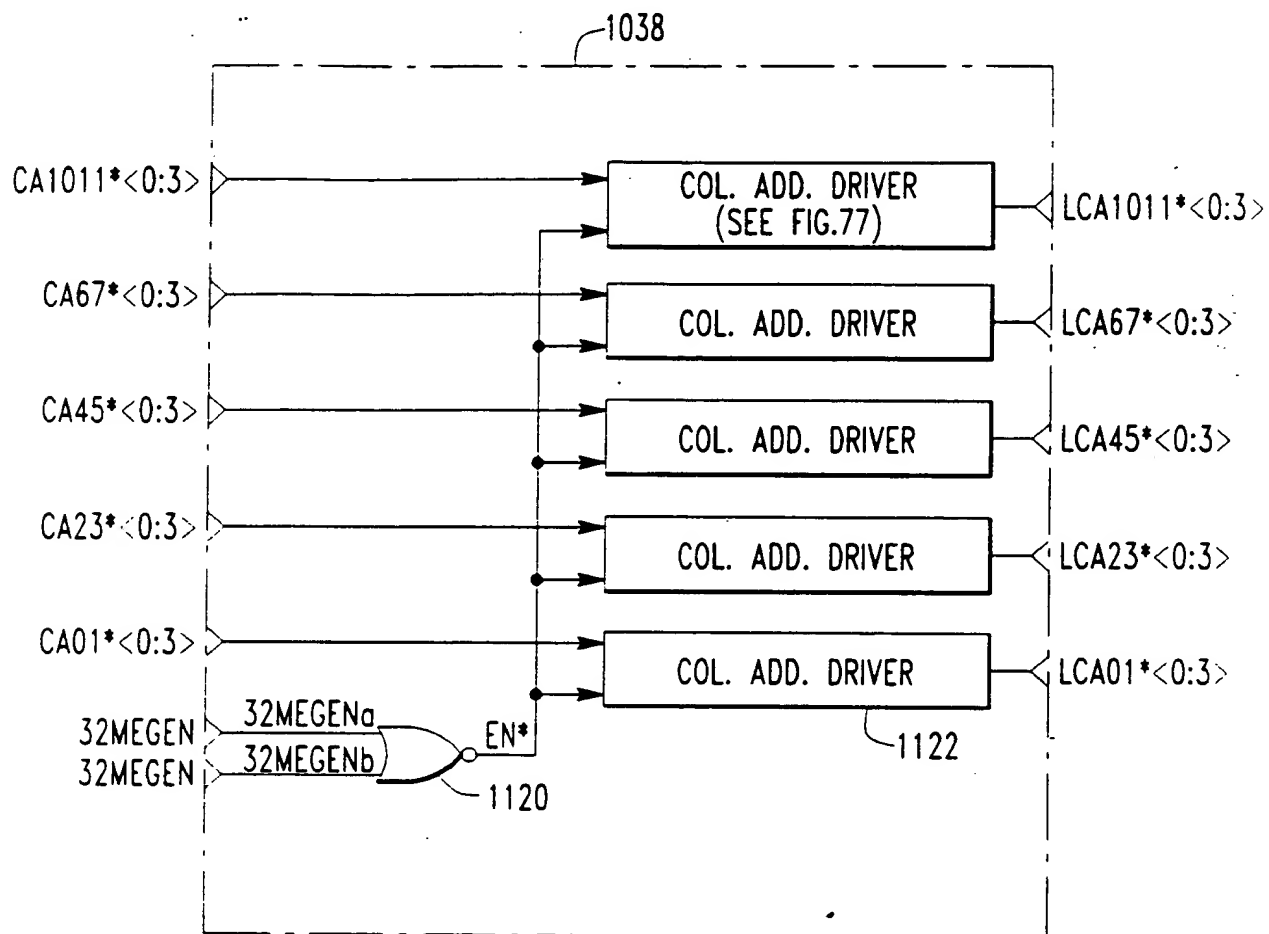 1038
CA1011*<0:3>
COL. ADD. DRIVER
(SEE FIG.77)
LCA1011*<0:3>
CA67*<0:3>
COL. ADD. DRIVER
LCA67*<0:3>
CA45*<0:3>
COL. ADD. DRIVER
LCA45*<0:3>
CA23*<0:3>
COL. ADD. DRIVER
LCA23*<0:3>
CA01*<0:3>
COL. ADD. DRIVER
LCA01*<0:3>
32MEGEN
32MEGENa
EN*
32MEGEN
32MEGENb
1120
1122